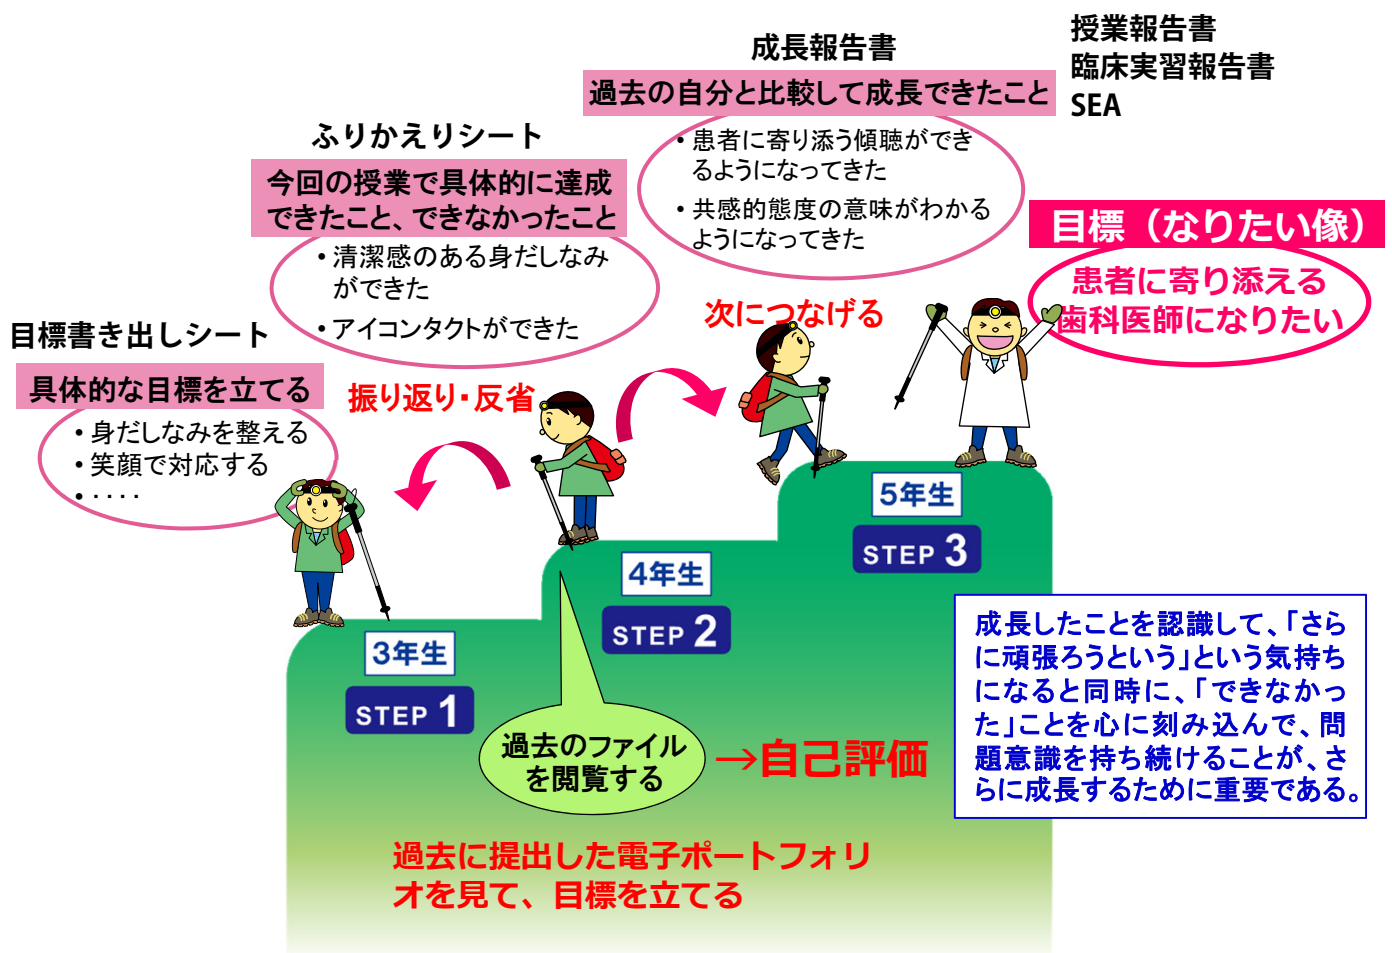 授業報告書
臨床実習報告書
SEA
成長報告書
過去の自分と比較して成長できたこと
・患者に寄り添う傾聴ができ
るようになってきた
・共感的態度の意味がわかる
ようになってきた
ふりかえりシート
今回の授業で具体的に達成
できたこと、できなかったこと
・清潔感のある身だしなみ
ができた
・アイコンタクトができた
目標（なりたい像）
患者に寄り添える
歯科医師になりたい
目標書き出しシート
具体的な目標を立てる
・身だしなみを整える
・笑顔で対応する
・・・・・
振り返り・反省
次につなげる
5年生
STEP 3
4年生
STEP 2
3年生
STEP 1
過去のファイル
を閲覧する
→自己評価
過去に提出した電子ポートフォリ
オを見て、目標を立てる
成長したことを認識して、「さら
に頑張ろうという」という気持ち
になると同時に、「できなかっ
た」ことを心に刻み込んで、問
題意識を持ち続けることが、さ
らに成長するために重要である。